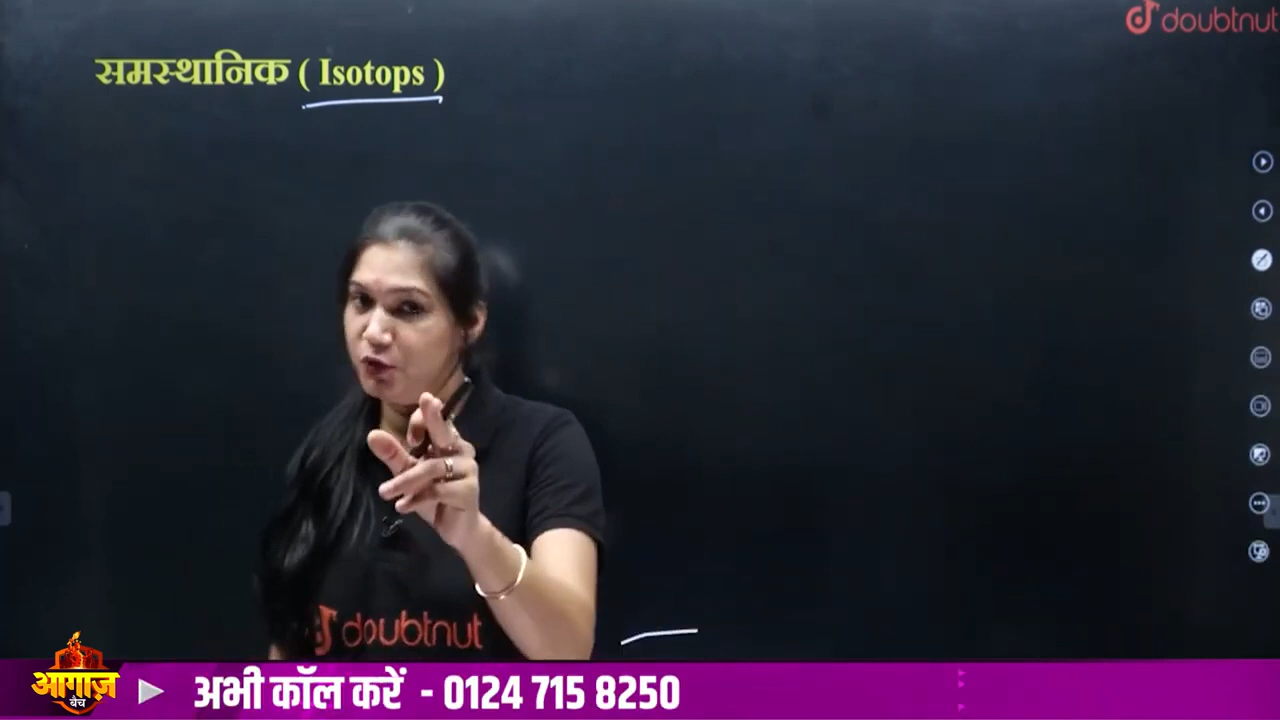 doubtnut
समस्थानिक ( Isotops )
doubtnut
आगाज़
बैच
अभी कॉल करें - 0124 715 8250